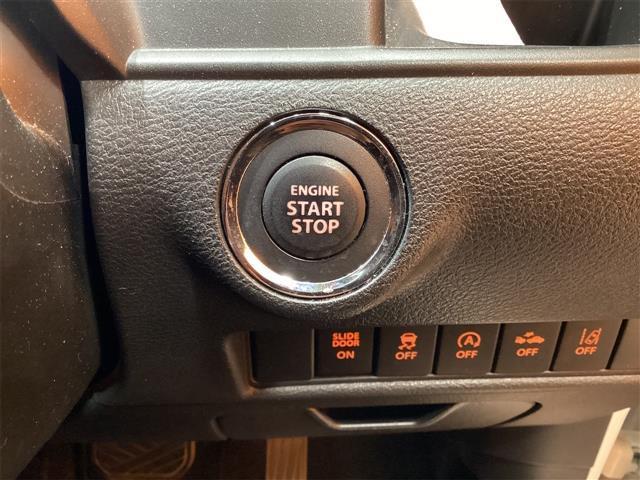 ENGINE
START
STOP
SLIDE
DOOR
ON
OFF
A
OFF
OFF
OFF